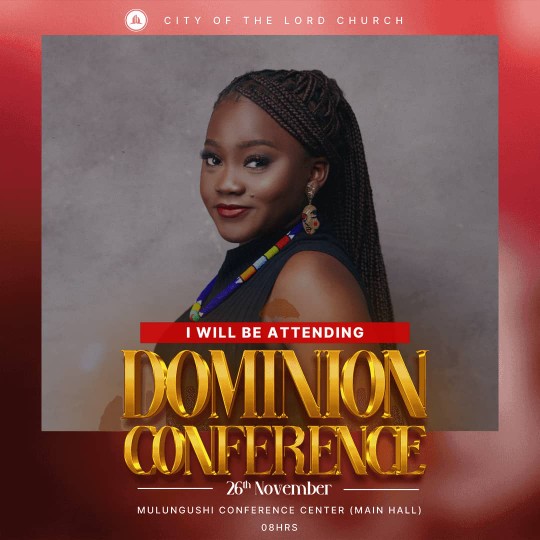 CITY OF THE LORD CHURCH
I WILL BE ATTENDING
DOMINION
CONFERENCE
26th November
MULUNGUSHI CONFERENCE CENTER (MAIN HALL)
08HRS